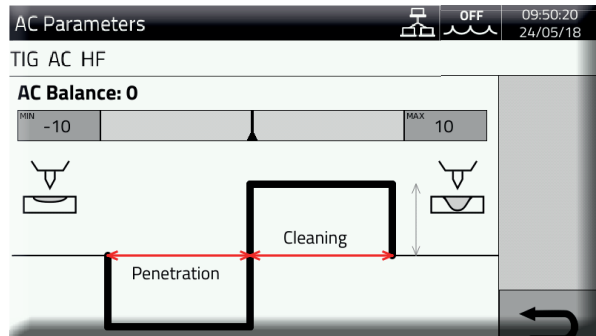 AC Parameters
OFF
09:50:20
24/05/18
TIG AC HF
AC Balance: 0
MIN -10
MAX 10
Cleaning
Penetration